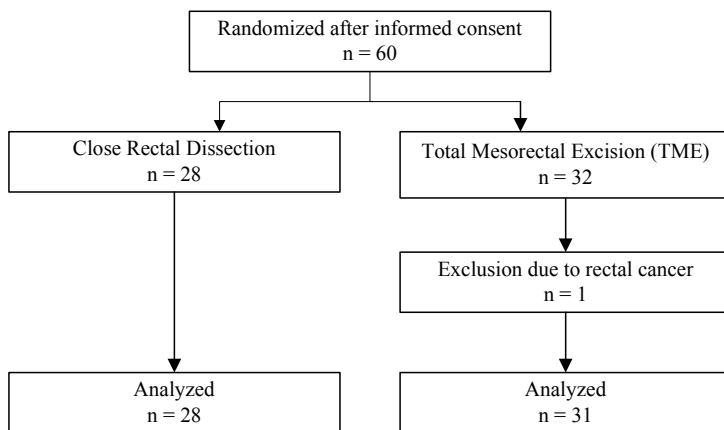 Randomized after informed consent
n = 60
Close Rectal Dissection
n = 28
Total Mesorectal Excision (TME)
n = 32
Exclusion due to rectal cancer
n = 1
Analyzed
n = 28
Analyzed
n = 31